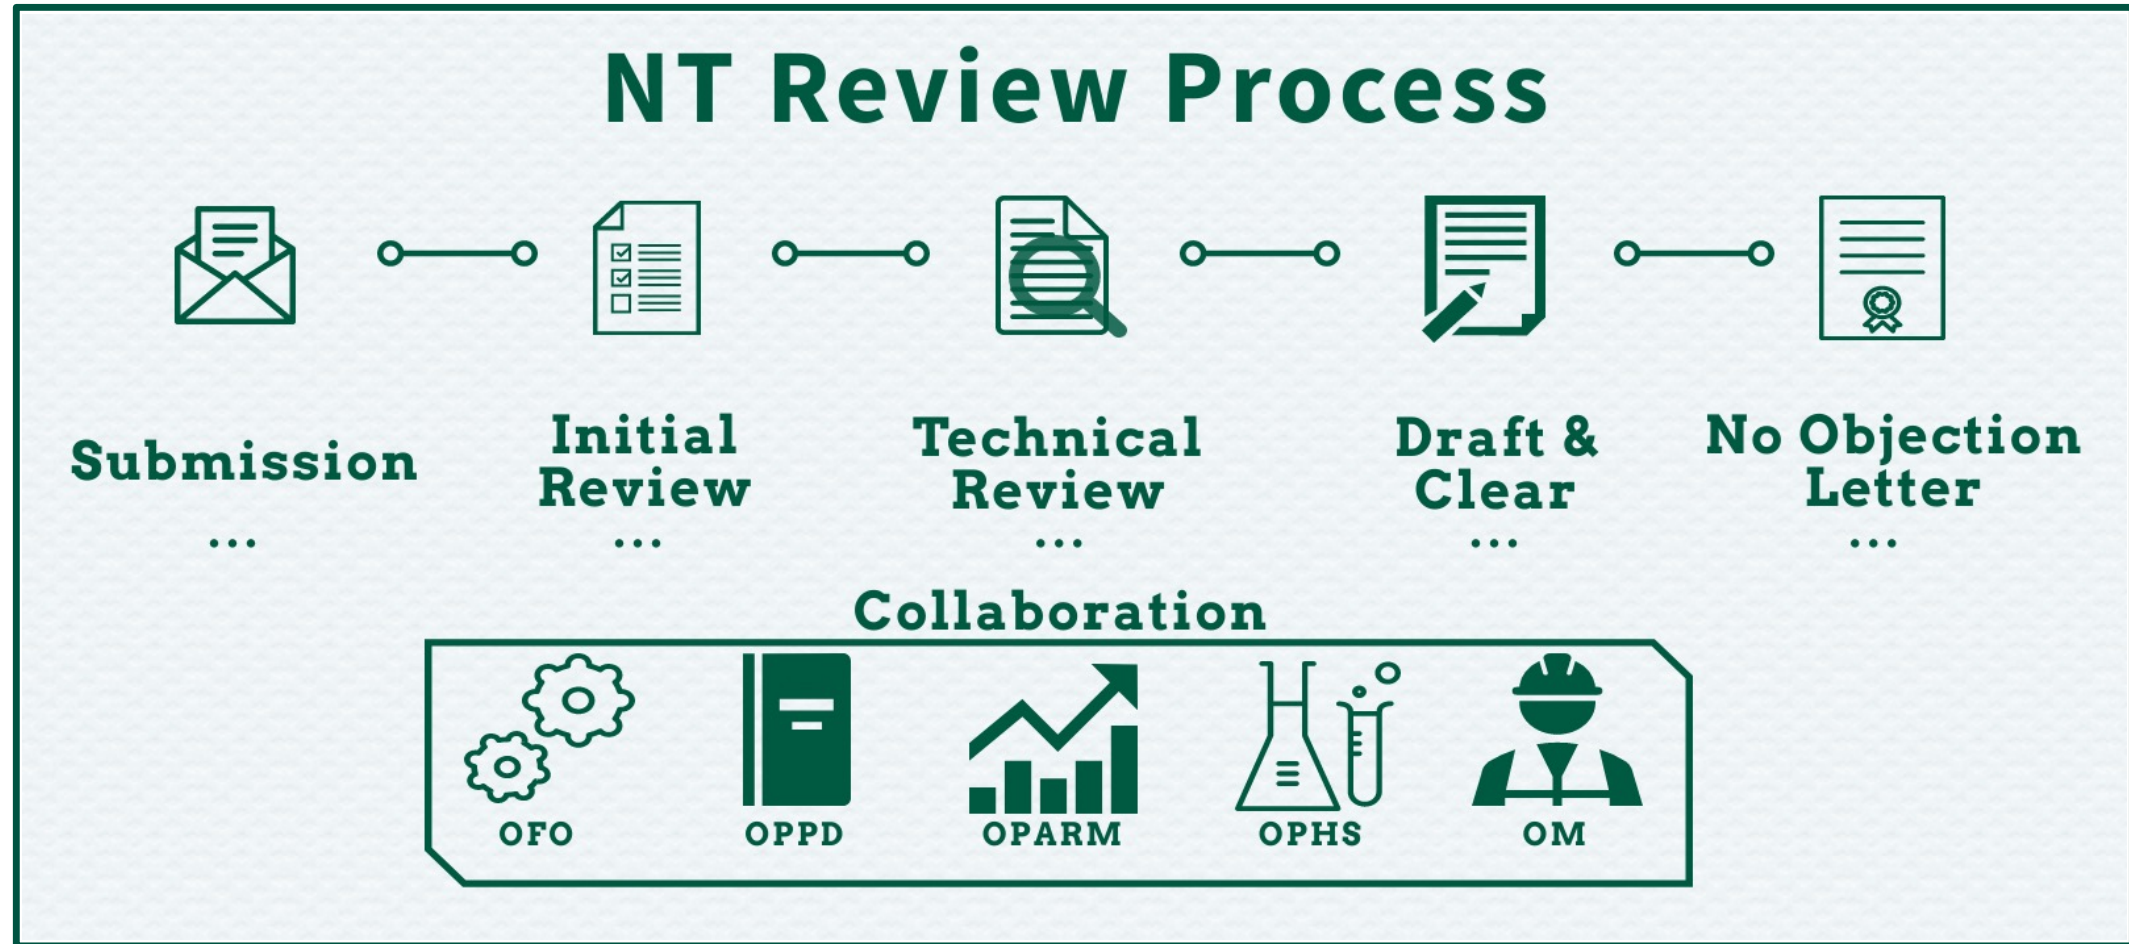 NT Review Process
Submission
...
Initial
Review
...
Technical
Review
...
Draft &
Clear
...
No Objection
Letter
...
Collaboration
OFO
OPPD
OPARM
OPHS
OM